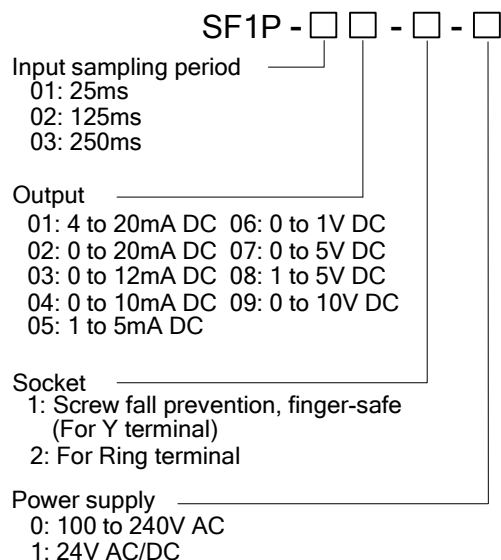 SF1P - □ □ - □ - □
Input sampling period
01: 25ms
02: 125ms
03: 250ms
Output
01: 4 to 20mA DC 06: 0 to 1V DC
02: 0 to 20mA DC 07: 0 to 5V DC
03: 0 to 12mA DC 08: 1 to 5V DC
04: 0 to 10mA DC 09: 0 to 10V DC
05: 1 to 5mA DC
Socket
1: Screw fall prevention, finger-safe
(For Y terminal)
2: For Ring terminal
Power supply
0: 100 to 240V AC
1: 24V AC/DC